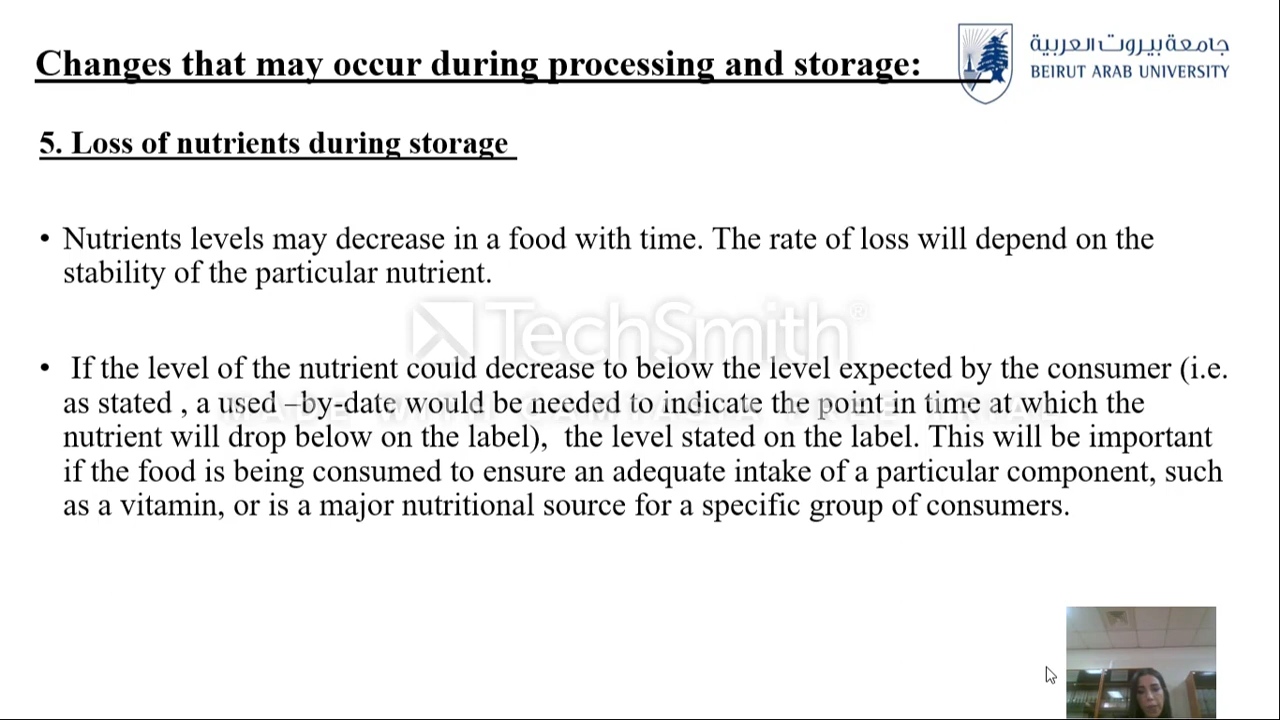 Changes that may occur during processing and storage:
جامعة بيروت العربية
BEIRUT ARAB UNIVERSITY
5. Loss of nutrients during storage
• Nutrients levels may decrease in a food with time. The rate of loss will depend on the
stability of the particular nutrient.
TechSmith®
• If the level of the nutrient could decrease to below the level expected by the consumer (i.e.
as stated , a used –by-date would be needed to indicate the point in time at which the
nutrient will drop below on the label), the level stated on the label. This will be important
if the food is being consumed to ensure an adequate intake of a particular component, such
as a vitamin, or is a major nutritional source for a specific group of consumers.